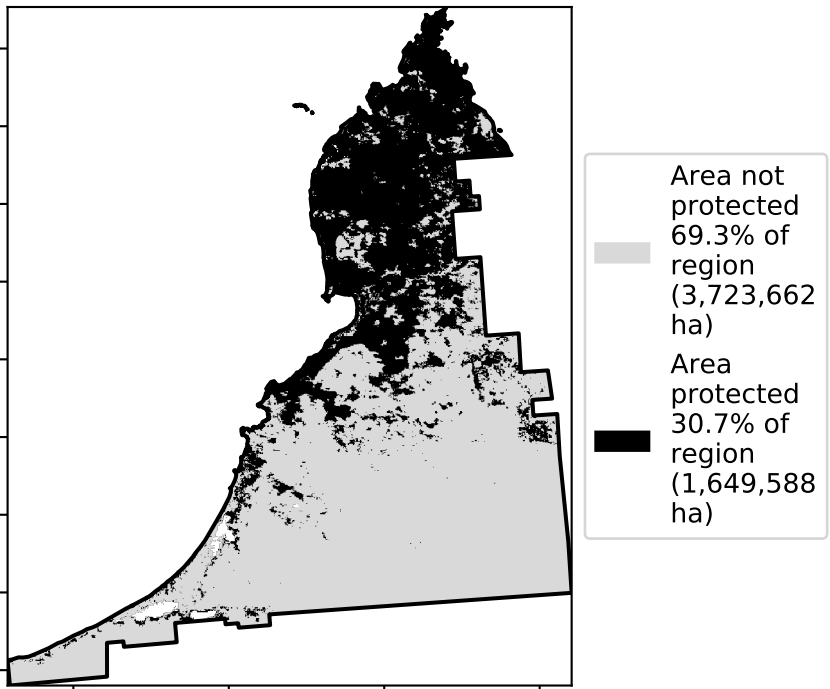 Area not
protected
69.3% of
region
(3,723,662
ha)
Area
protected
30.7% of
region
(1,649,588
ha)